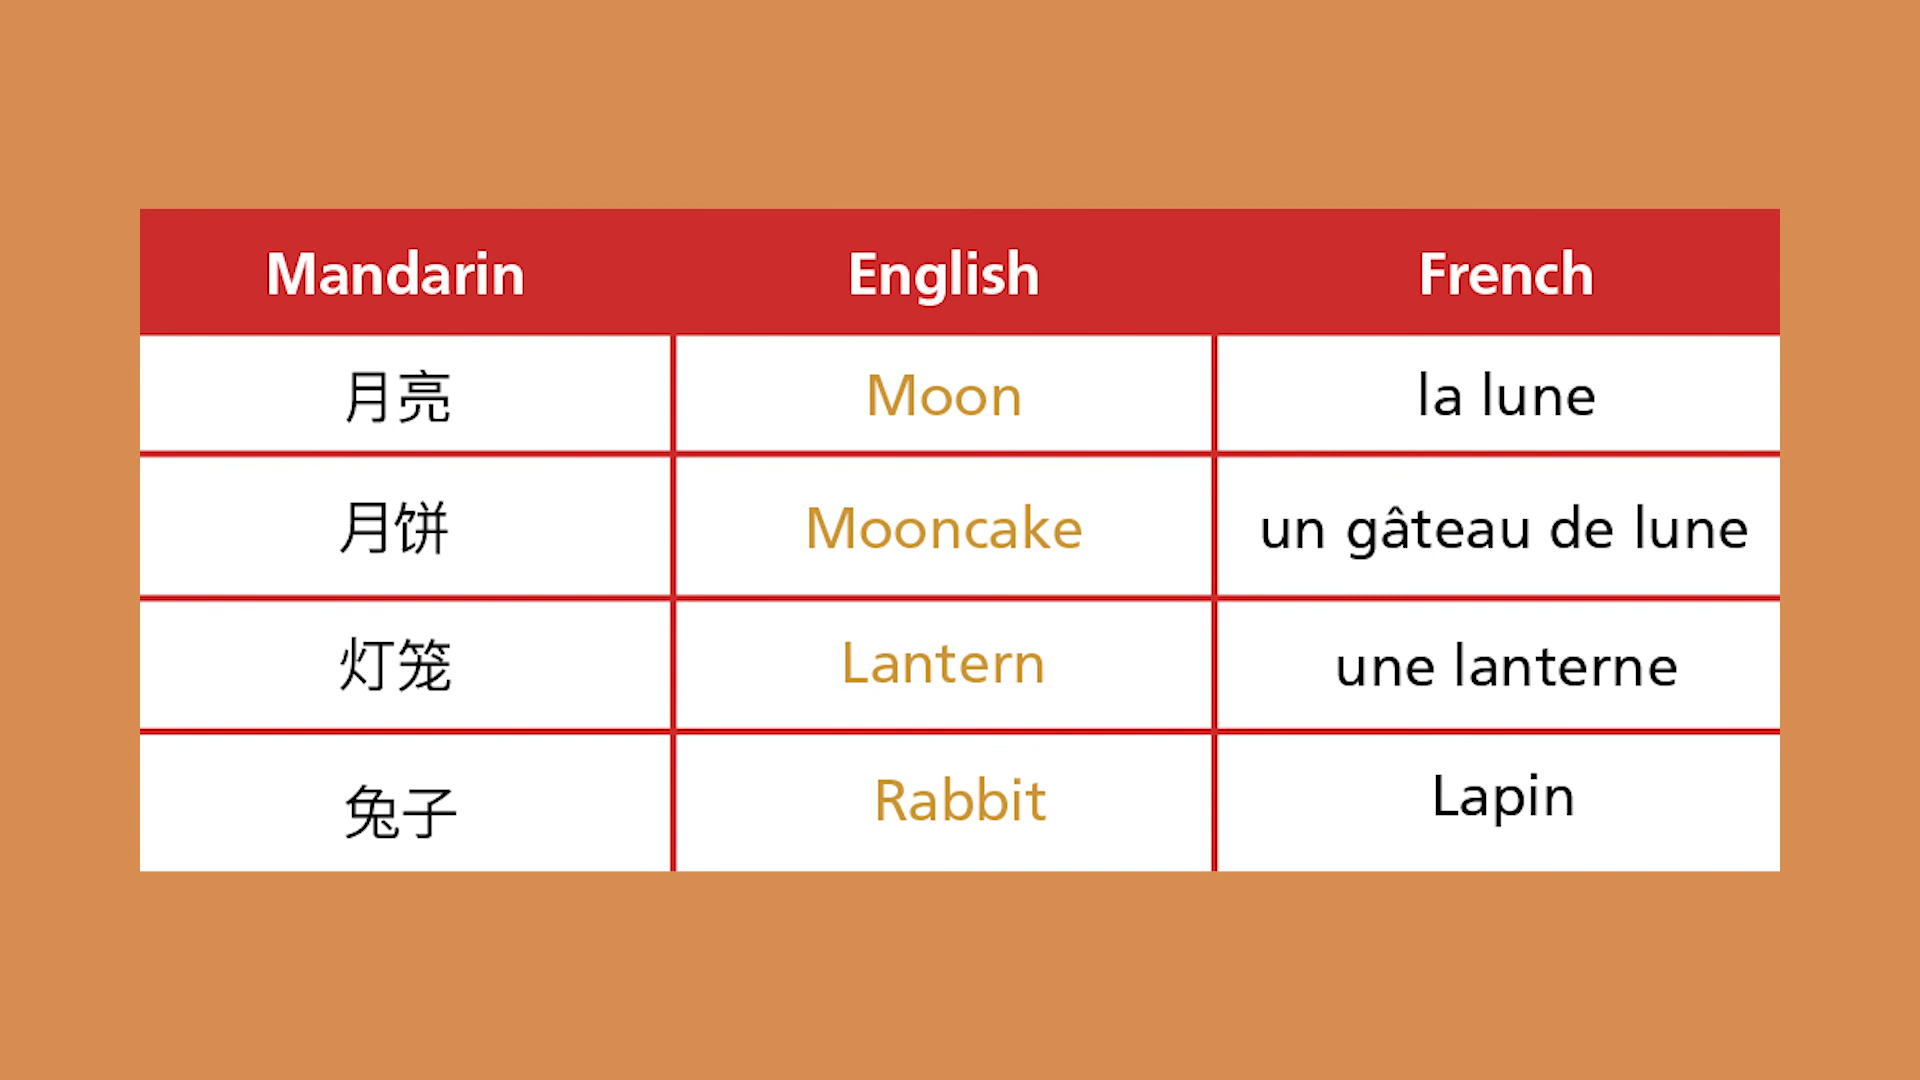 Mandarin English French
月亮 Moon la lune
月饼 Mooncake un gâteau de lune
灯笼 Lantern une lanterne
兔子 Rabbit Lapin